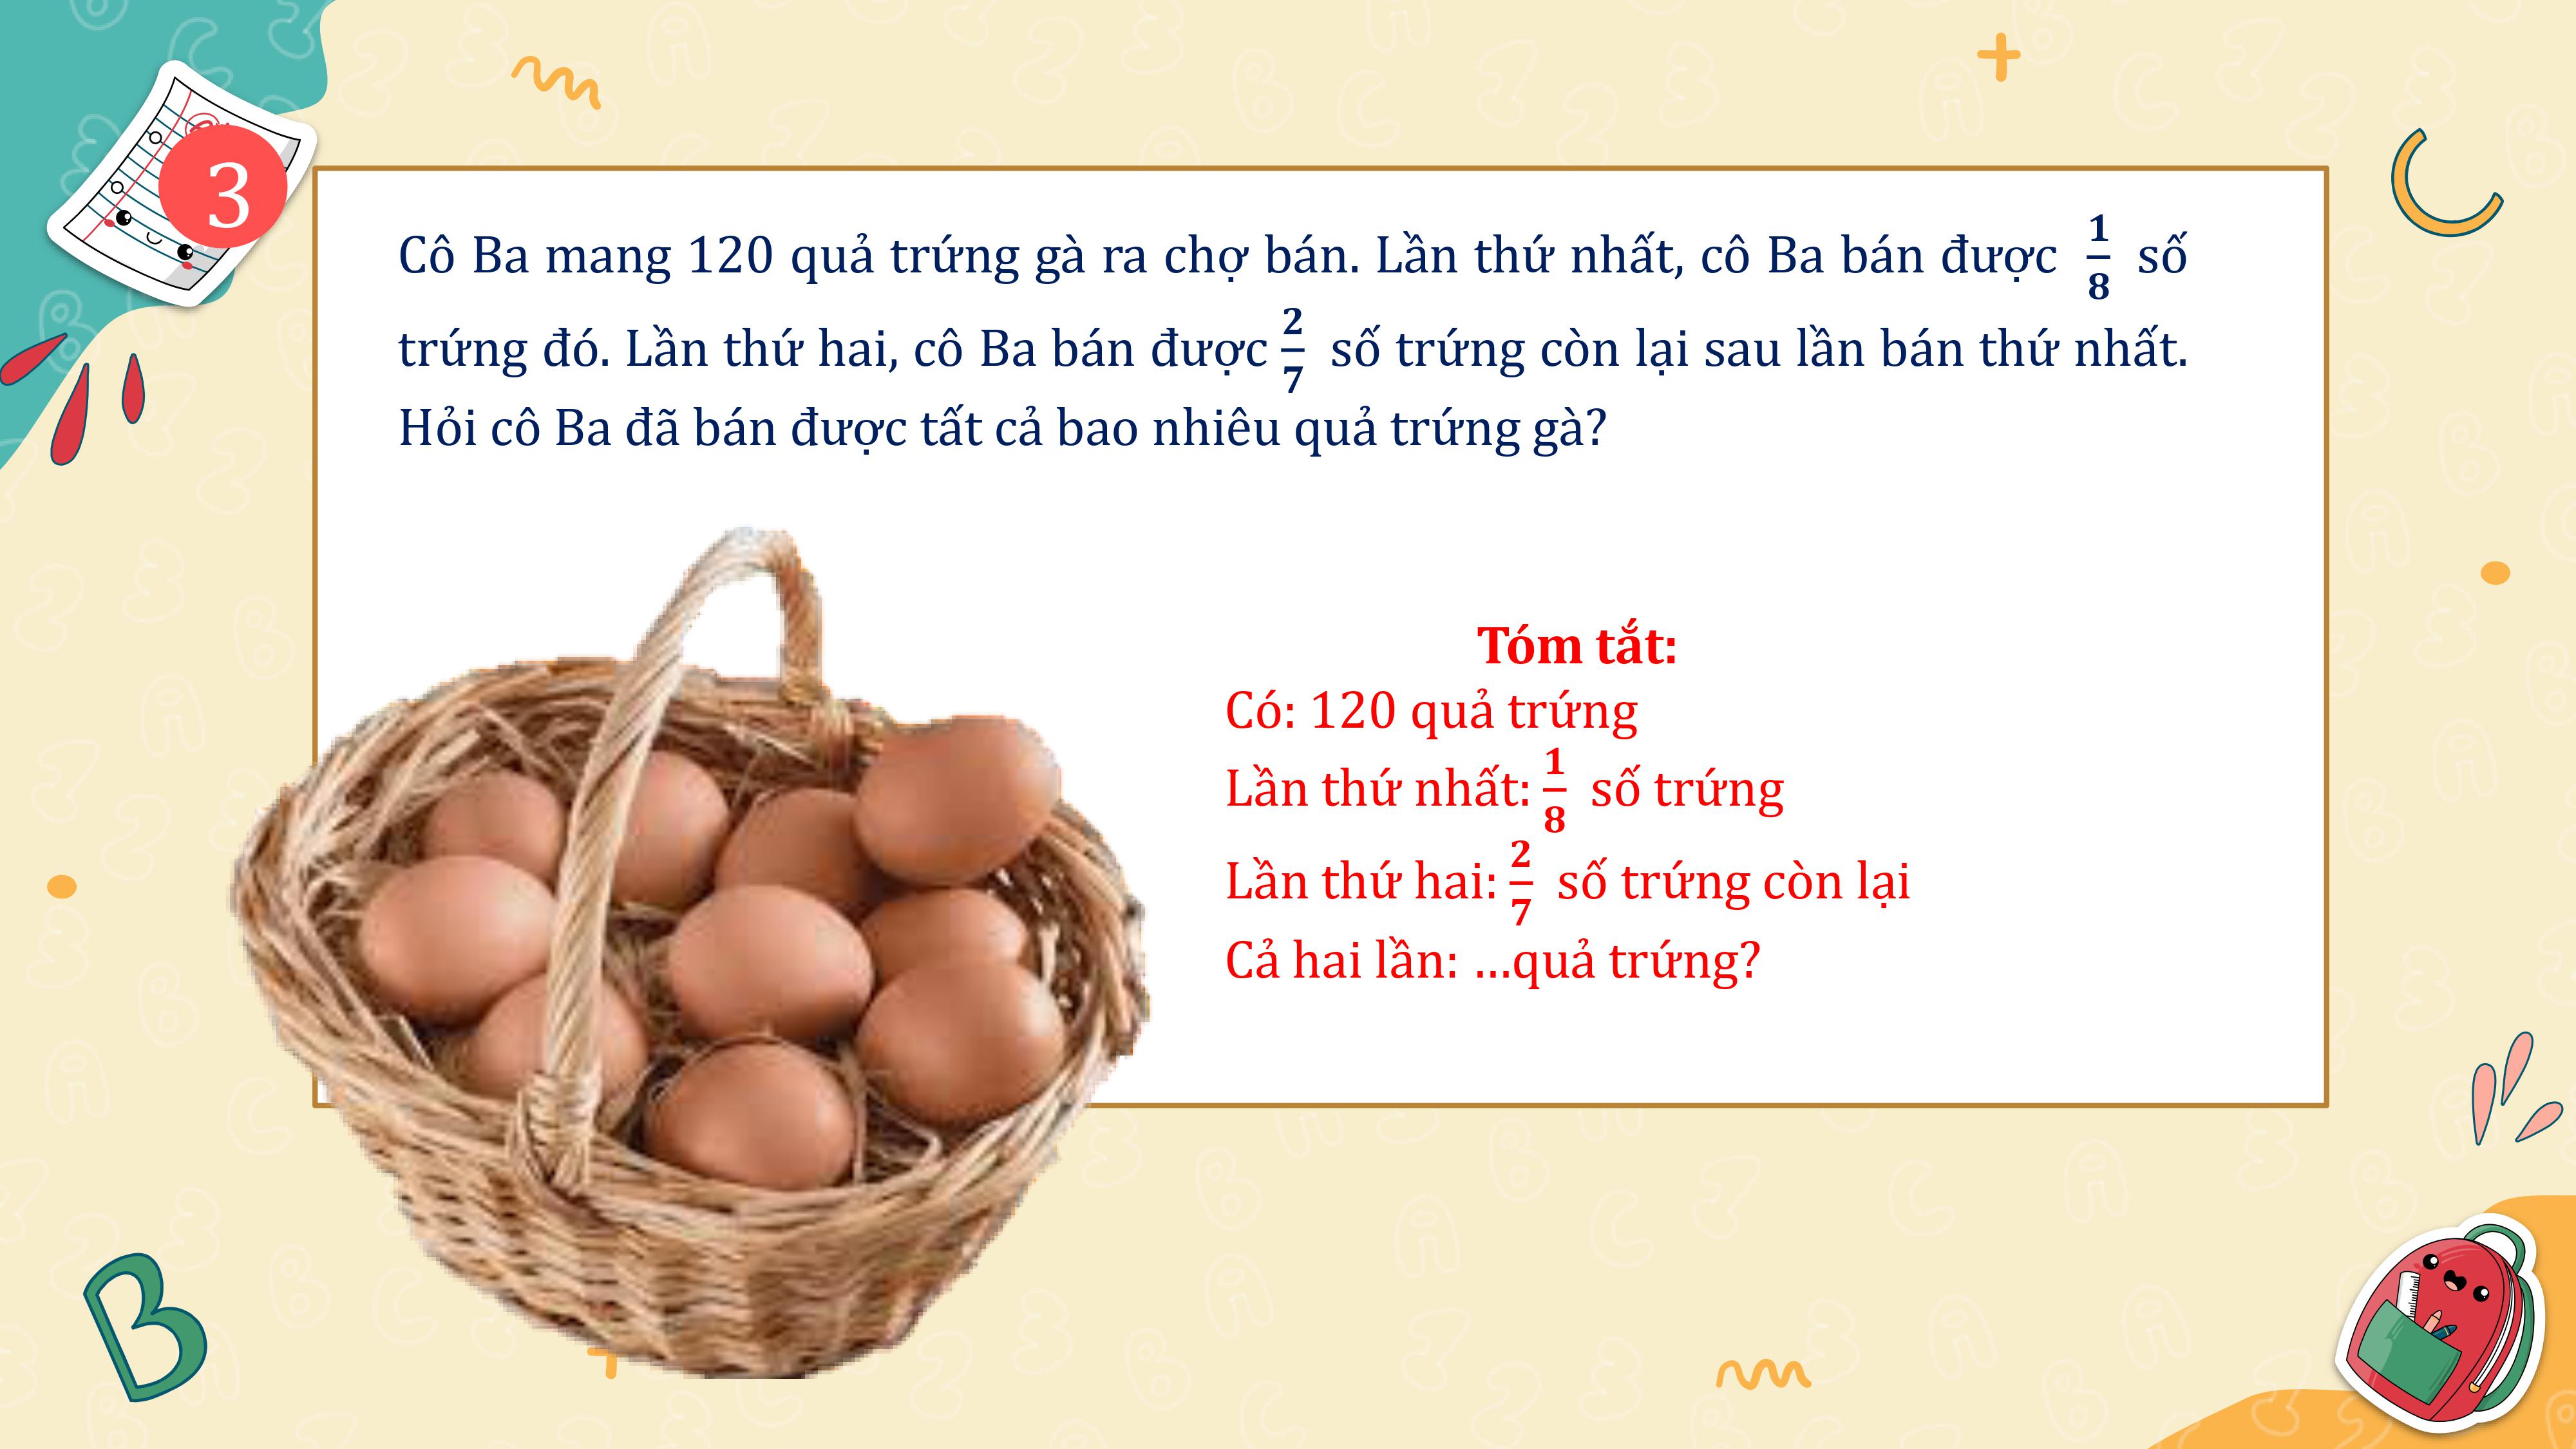 3
Cô Ba mang 120 quả trứng gà ra chợ bán. Lần thứ nhất, cô Ba bán được 1/8 số
trứng đó. Lần thứ hai, cô Ba bán được 2/7 số trứng còn lại sau lần bán thứ nhất.
Hỏi cô Ba đã bán được tất cả bao nhiêu quả trứng gà?
Tóm tắt:
Có: 120 quả trứng
Lần thứ nhất: 1/8 số trứng
Lần thứ hai: 2/7 số trứng còn lại
Cả hai lần: ...quả trứng?
B